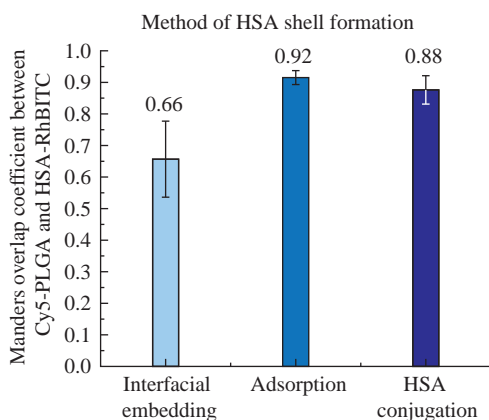 Method of HSA shell formation
Manders overlap coefficient between
Cy5-PLGA and HSA-RhBITC
1.0
0.9
0.8
0.7
0.6
0.5
0.4
0.3
0.2
0.1
0.0
0.66
0.92
0.88
Interfacial
embedding
Adsorption
HSA
conjugation